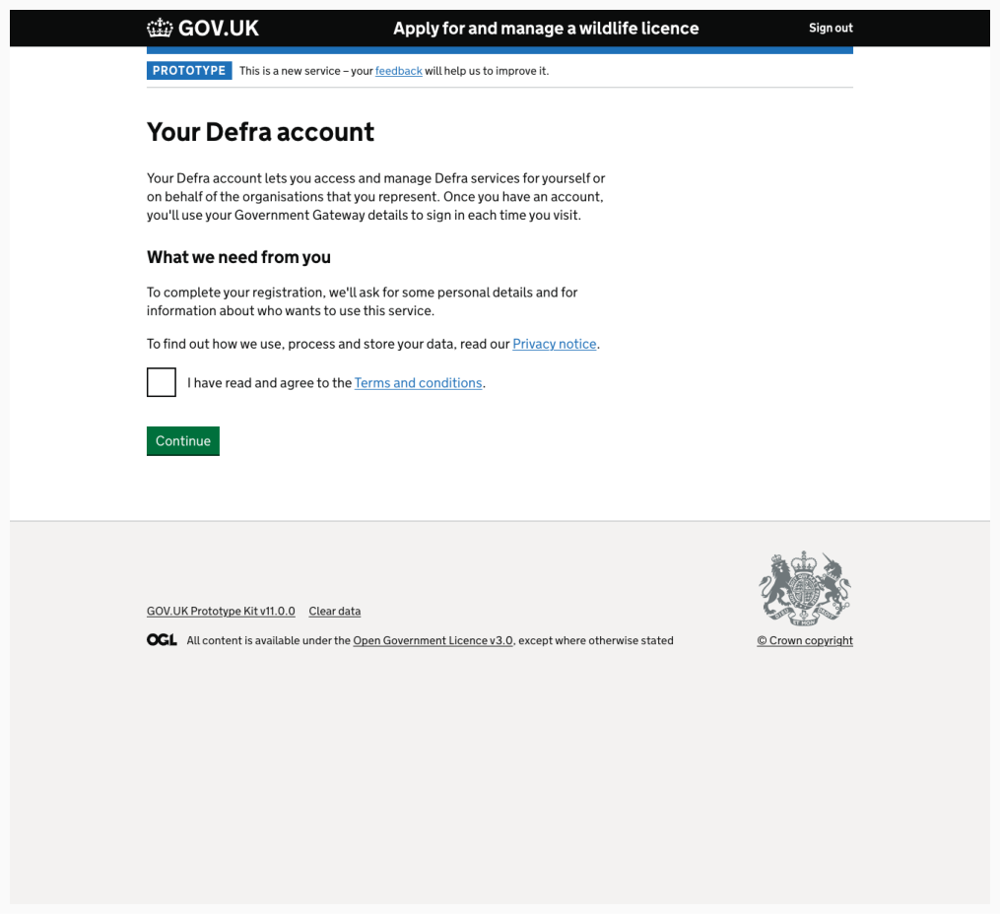 GOV.UK Apply for and manage a wildlife licence Sign out
PROTOTYPE This is a new service – your feedback will help us to improve it.
Your Defra account
Your Defra account lets you access and manage Defra services for yourself or
on behalf of the organisations that you represent. Once you have an account,
you'll use your Government Gateway details to sign in each time you visit.
What we need from you
To complete your registration, we'll ask for some personal details and for
information about who wants to use this service.
To find out how we use, process and store your data, read our Privacy notice.
I have read and agree to the Terms and conditions.
Continue
GOV.UK Prototype Kit v11.0.0 Clear data
OGL All content is available under the Open Government Licence v3.0, except where otherwise stated
© Crown copyright